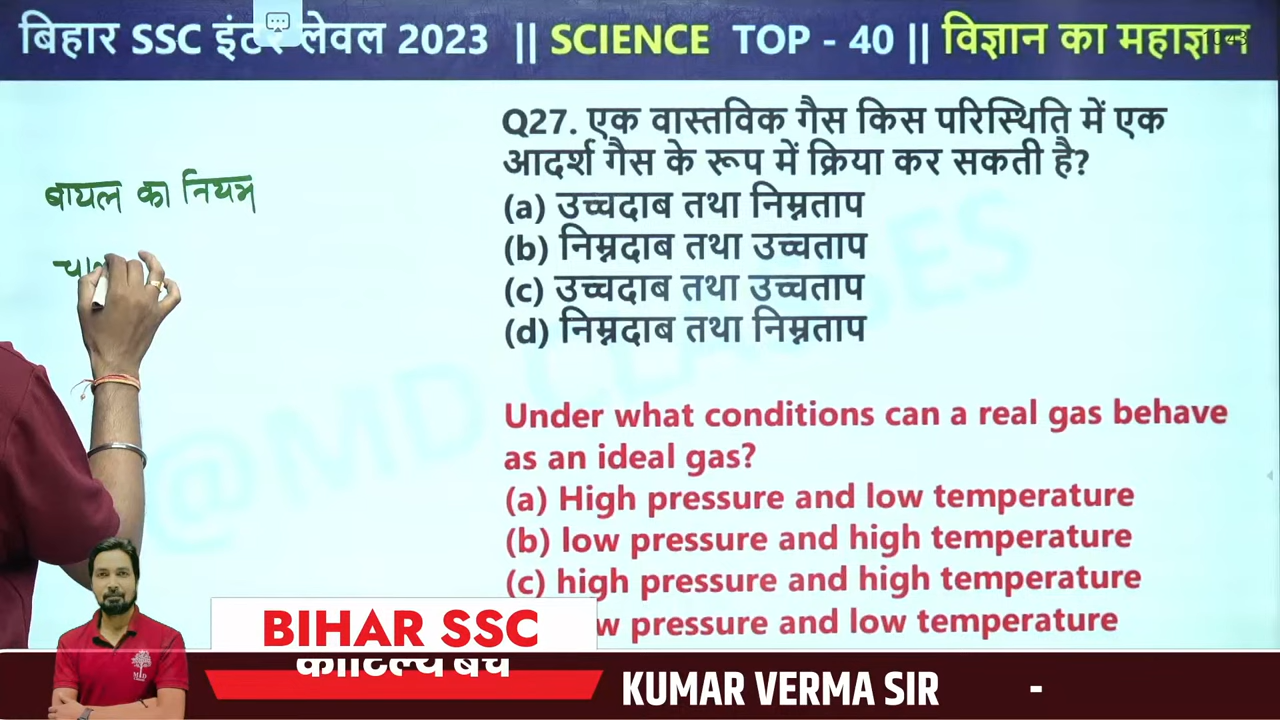 बिहार SSC इंटर लेवल 2023 || SCIENCE TOP - 40 || विज्ञान का महाज्ञान
बायल का नियम
Q27. एक वास्तविक गैस किस परिस्थिति में एक
आदर्श गैस के रूप में क्रिया कर सकती है?
(a) उच्चदाब तथा निम्नताप
(b) निम्नदाब तथा उच्चताप
(c) उच्चदाब तथा उच्चताप
(d) निम्नदाब तथा निम्नताप
Under what conditions can a real gas behave
as an ideal gas?
(a) High pressure and low temperature
(b) low pressure and high temperature
(c) high pressure and high temperature
pressure and low temperature
@MD CLASSES
BIHAR SSC
KUMAR VERMA SIR -